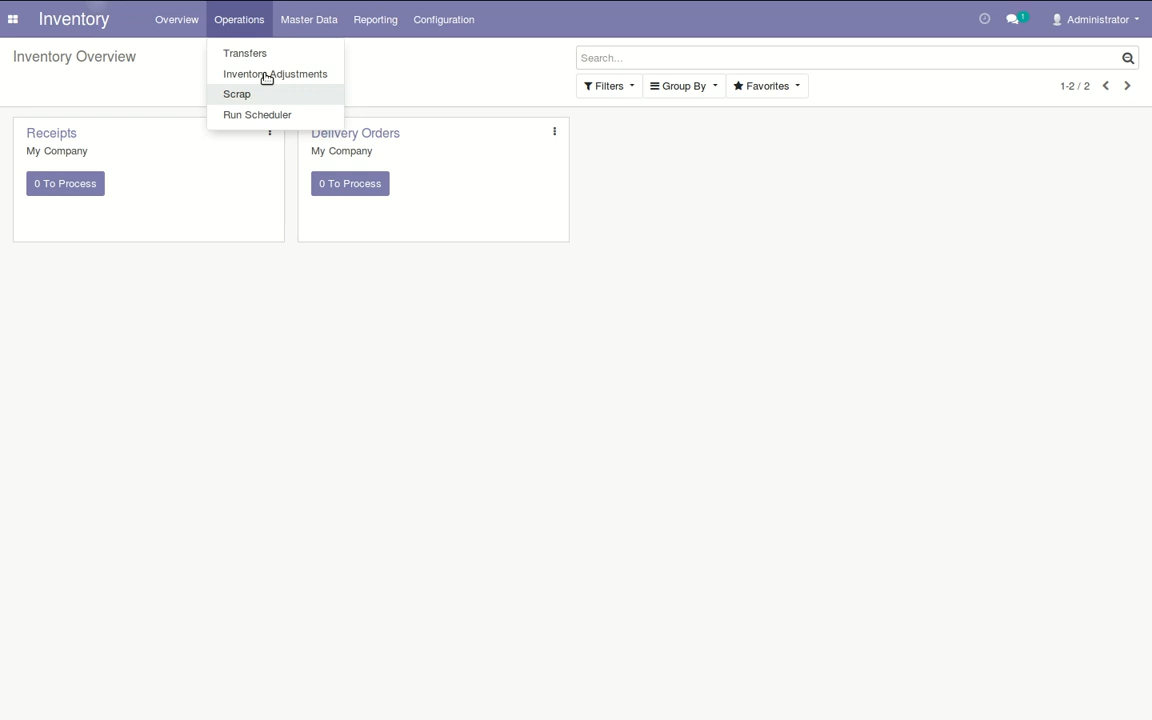 Inventory Overview Operations Master Data Reporting Configuration 1 Administrator
Inventory Overview
Transfers
Inventory Adjustments
Scrap
Run Scheduler
Search...
Filters Group By Favorites 1-2 / 2
Receipts
My Company
0 To Process
Delivery Orders
My Company
0 To Process